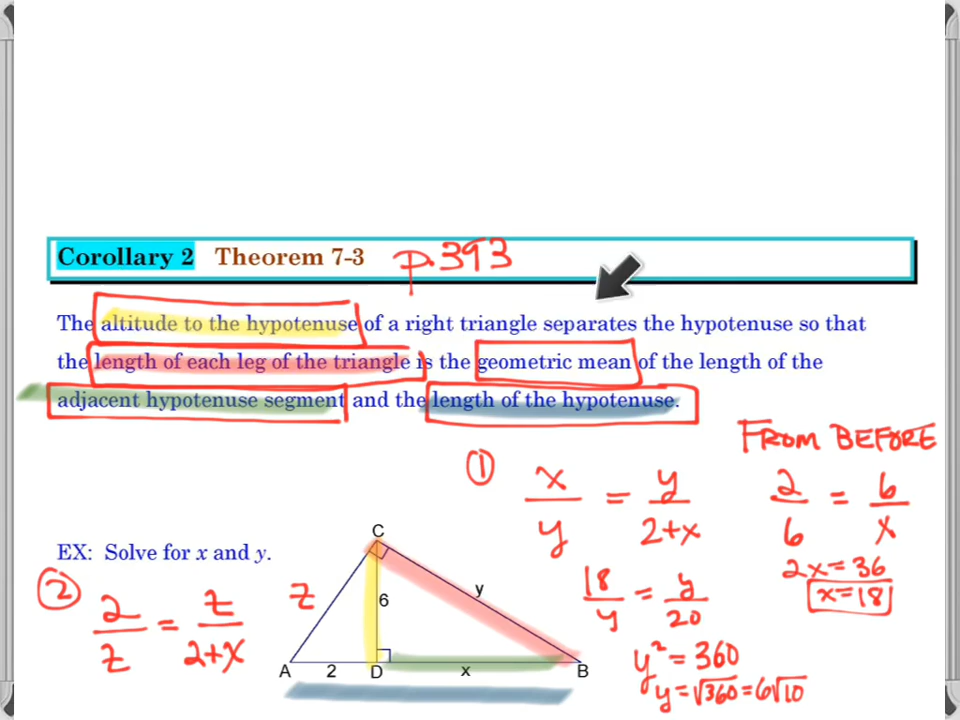 Corollary 2 Theorem 7-3 p.393
The altitude to the hypotenuse of a right triangle separates the hypotenuse so that
the length of each leg of the triangle is the geometric mean of the length of the
adjacent hypotenuse segment and the length of the hypotenuse.
FROM BEFORE
① x/y = y/2+x
2/6 = 6/x
2x=36
x=18
18/y = y/20
y²=360
y=√360=6√10
EX: Solve for x and y.
② 2/z = z/2+x
C
z
6
y
A 2 D x B